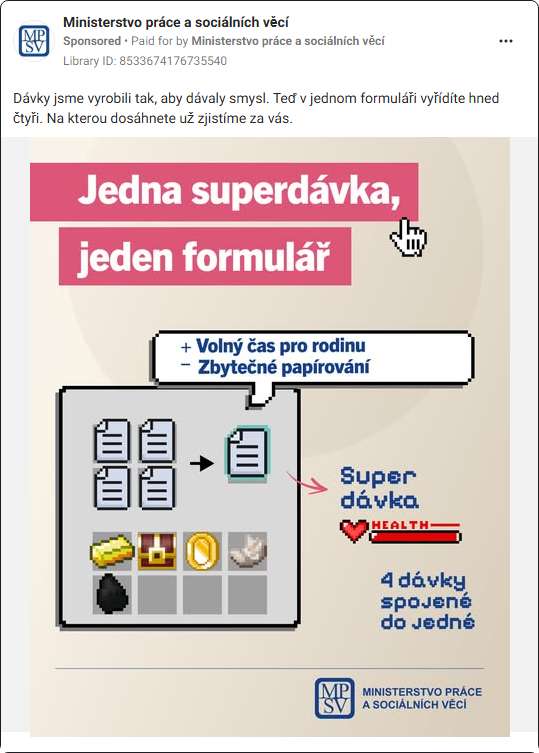 Ministerstvo práce a sociálních věcí
Sponsored • Paid for by Ministerstvo práce a sociálních věcí
Library ID: 8533674176735540
Dávky jsme vyrobili tak, aby dávaly smysl. Teď v jednom formuláři vyřídíte hned
čtyři. Na kterou dosáhnete už zjistíme za vás.
Jedna superdávka,
jeden formulář
+ Volný čas pro rodinu
− Zbytečné papírování
Super
dávka
HEALTH
4 dávky
spojené
do jedné
MP
SV
MINISTERSTVO PRÁCE
A SOCIÁLNÍCH VĚCÍ